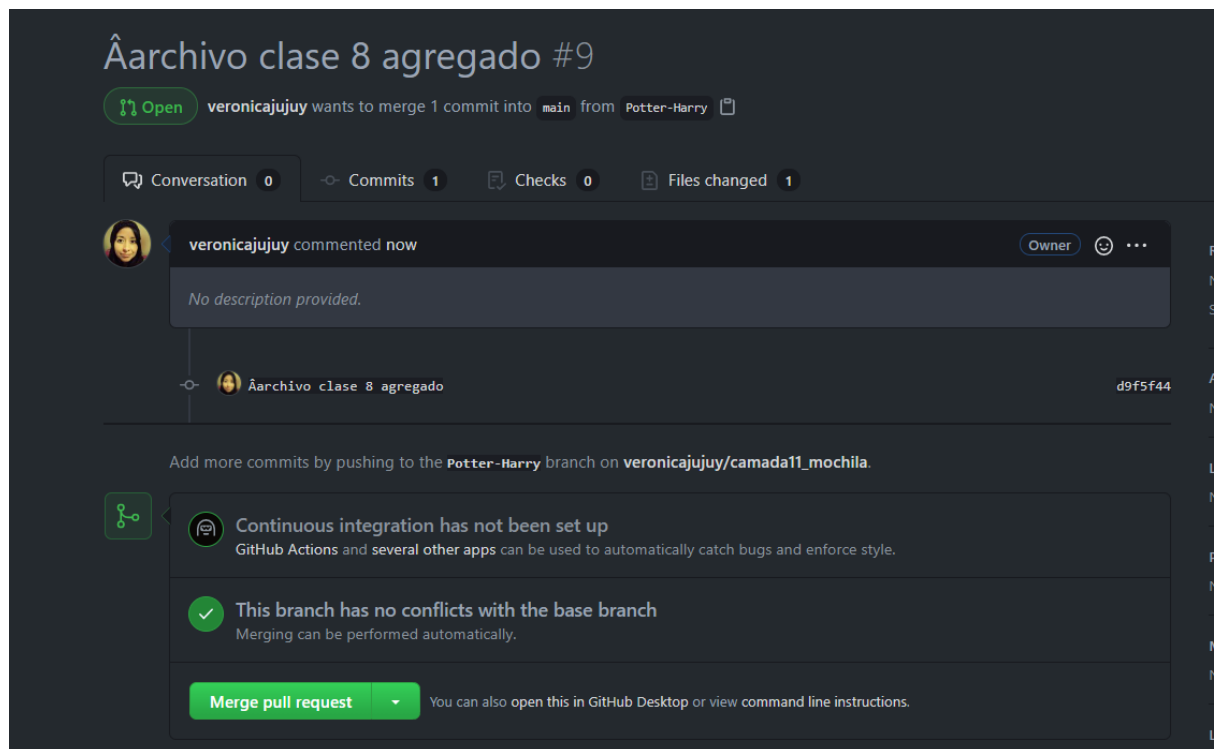 Âarchivo clase 8 agregado #9
Open veronicajujuy wants to merge 1 commit into main from Potter-Harry
Conversation 0 Commits 1 Checks 0 Files changed 1
veronicajujuy commented now Owner
No description provided.
Âarchivo clase 8 agregado d9f5f44
Add more commits by pushing to the Potter-Harry branch on veronicajujuy/camada11_mochila.
Continuous integration has not been set up
GitHub Actions and several other apps can be used to automatically catch bugs and enforce style.
This branch has no conflicts with the base branch
Merging can be performed automatically.
Merge pull request You can also open this in GitHub Desktop or view command line instructions.